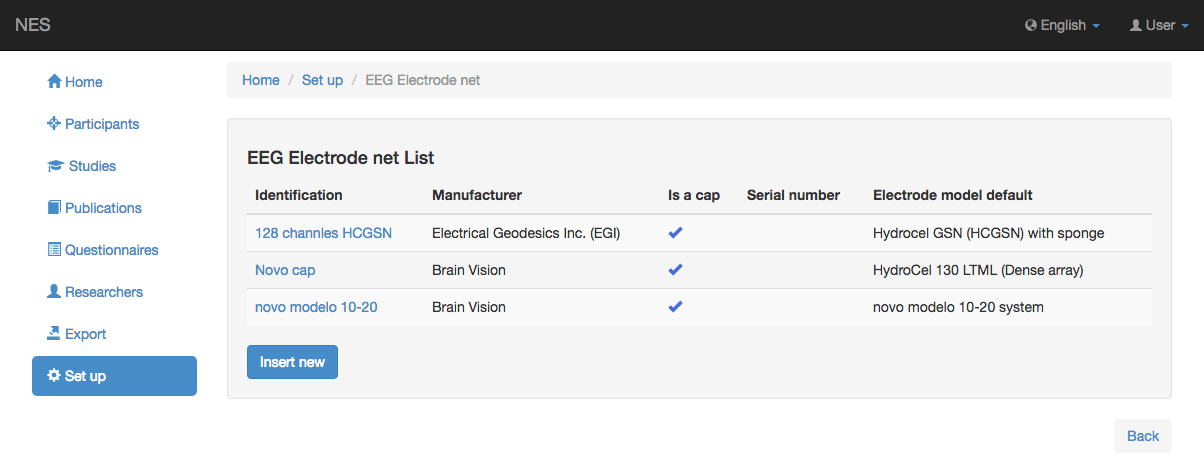 NES English User
Home
Participants
Studies
Publications
Questionnaires
Researchers
Export
Set up
Home / Set up / EEG Electrode net
EEG Electrode net List
Identification Manufacturer Is a cap Serial number Electrode model default
128 channles HCGSN Electrical Geodesics Inc. (EGI) Hydrocel GSN (HCGSN) with sponge
Novo cap Brain Vision HydroCel 130 LTML (Dense array)
novo modelo 10-20 Brain Vision novo modelo 10-20 system
Insert new
Back